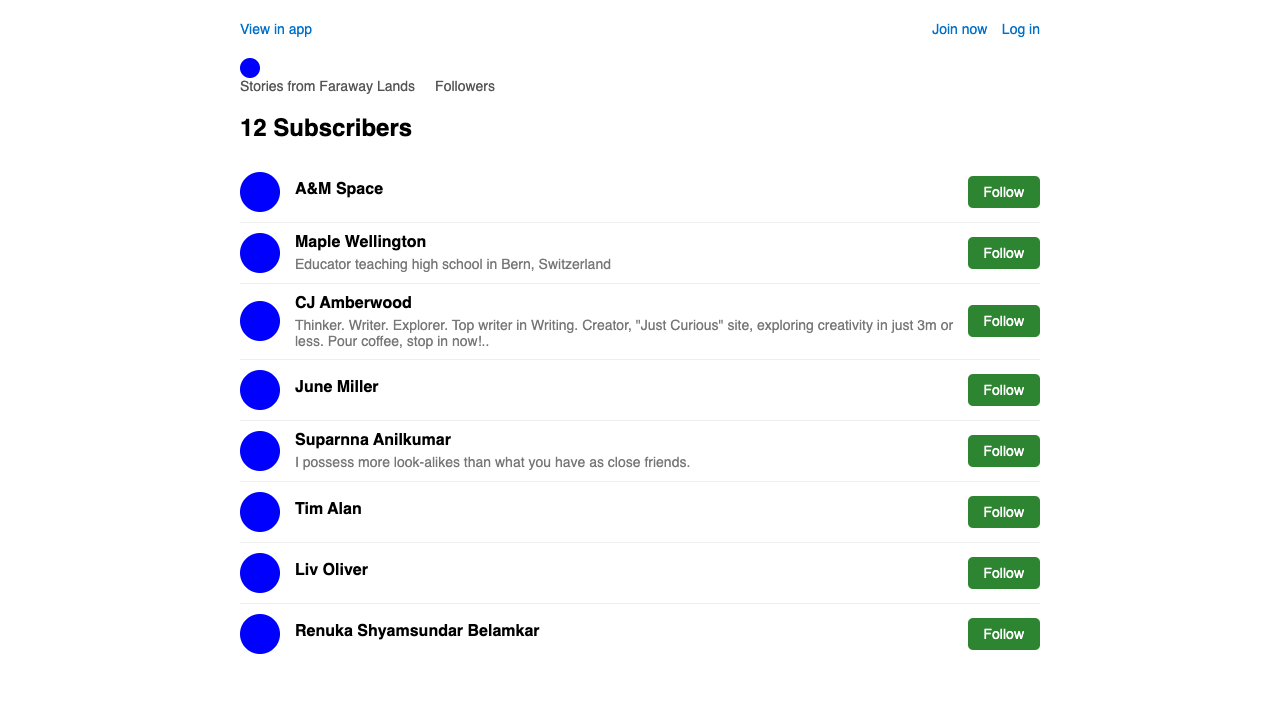 View in app Join now Log in
Stories from Faraway Lands Followers
12 Subscribers
A&M Space Follow
Maple Wellington
Educator teaching high school in Bern, Switzerland Follow
CJ Amberwood
Thinker. Writer. Explorer. Top writer in Writing. Creator, "Just Curious" site, exploring creativity in just 3m or
less. Pour coffee, stop in now!.. Follow
June Miller Follow
Suparnna Anilkumar
I possess more look-alikes than what you have as close friends. Follow
Tim Alan Follow
Liv Oliver Follow
Renuka Shyamsundar Belamkar Follow